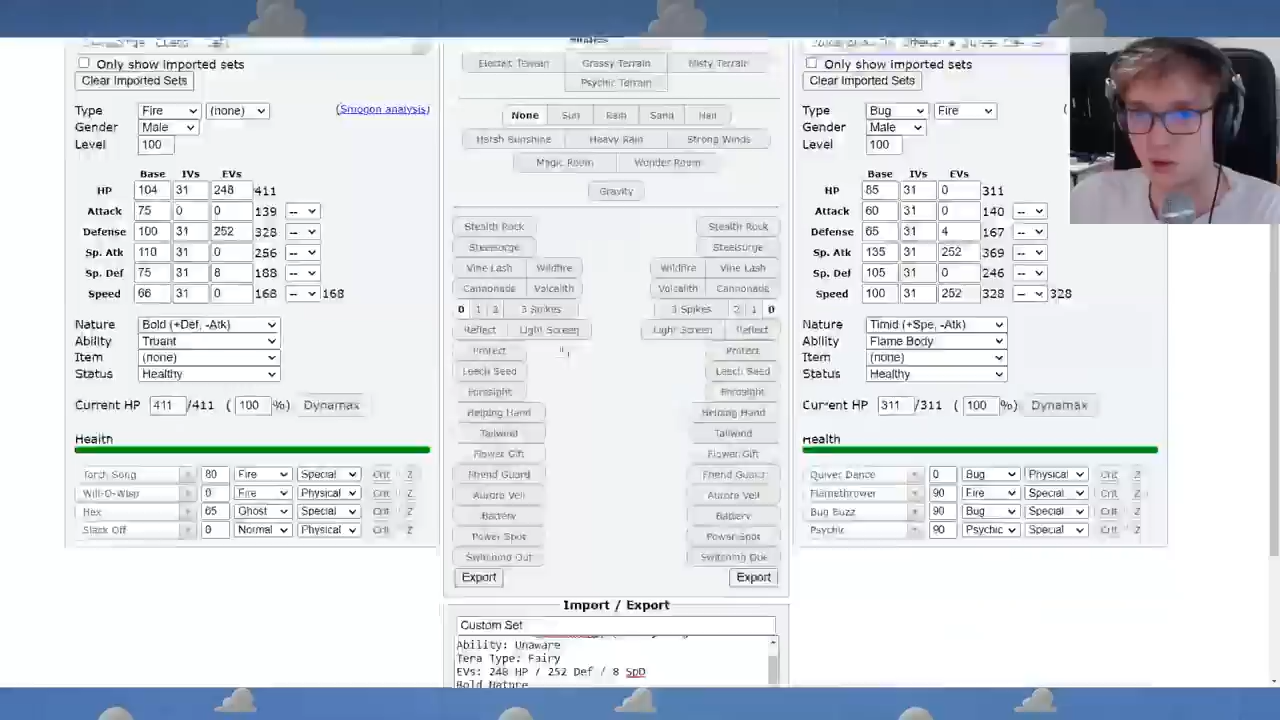 Only show imported sets
Clear Imported Sets
Type Fire (none) (Smogon analysis)
Gender Male
Level 100
Base IVs EVs
HP 104 31 248 411
Attack 75 0 0 139 --
Defense 100 31 252 328 --
Sp. Atk 110 31 0 256 --
Sp. Def 75 31 8 188 --
Speed 66 31 0 168 -- 168
Nature Bold (+Def, -Atk)
Ability Truant
Item (none)
Status Healthy
Current HP 411 /411 ( 100 %) Dynamax
Health
Torch Song 80 Fire Special Crit Z
Will-O-Wisp 0 Fire Physical Crit Z
Hex 65 Ghost Special Crit Z
Slack Off 0 Normal Physical Crit Z
Electric Terrain Grassy Terrain Misty Terrain
Psychic Terrain
None Sun Rain Sand Hail
Harsh Sunshine Heavy Rain Strong Winds
Magic Room Wonder Room
Gravity
Stealth Rock Stealth Rock
Steelsurge Steelsurge
Vine Lash Wildfire Wildfire Vine Lash
Cannonade Volcalith Volcalith Cannonade
0 1 2 3 Spikes 3 Spikes 2 1 0
Reflect Light Screen Light Screen Reflect
Protect Protect
Leech Seed Leech Seed
Foresight Foresight
Helping Hand Helping Hand
Tailwind Tailwind
Flower Gift Flower Gift
Friend Guard Friend Guard
Aurora Veil Aurora Veil
Battery Battery
Power Spot Power Spot
Switching Out Switching Out
Export Export
Import / Export
Custom Set
Ability: Unaware
Tera Type: Fairy
EVs: 248 HP / 252 Def / 8 SpD
Bold Nature
Only show imported sets
Clear Imported Sets
Type Bug Fire (
Gender Male
Level 100
Base IVs EVs
HP 85 31 0 311
Attack 60 31 0 140 --
Defense 65 31 4 167 --
Sp. Atk 135 31 252 369 --
Sp. Def 105 31 0 246 --
Speed 100 31 252 328 -- 328
Nature Timid (+Spe, -Atk)
Ability Flame Body
Item (none)
Status Healthy
Current HP 311 /311 ( 100 %) Dynamax
Health
Quiver Dance 0 Bug Physical Crit Z
Flamethrower 90 Fire Special Crit Z
Bug Buzz 90 Bug Special Crit Z
Psychic 90 Psychic Special Crit Z